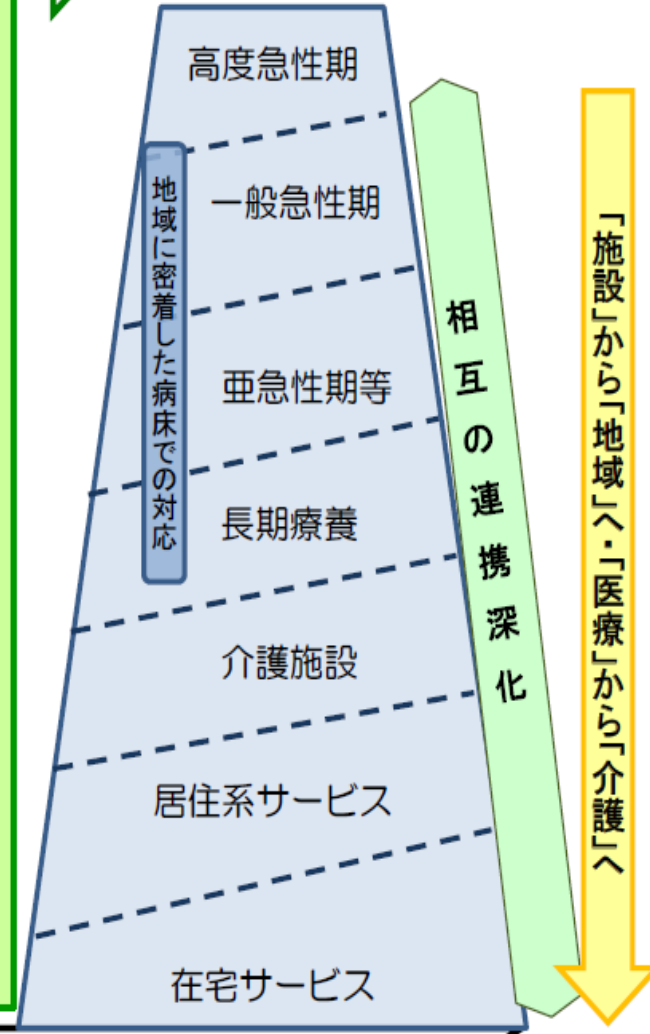 高度急性期
一般急性期
亜急性期等
長期療養
介護施設
居住系サービス
在宅サービス
地域に密着した病床での対応
相互の連携深化
「施設」から「地域」へ・「医療」から「介護」へ